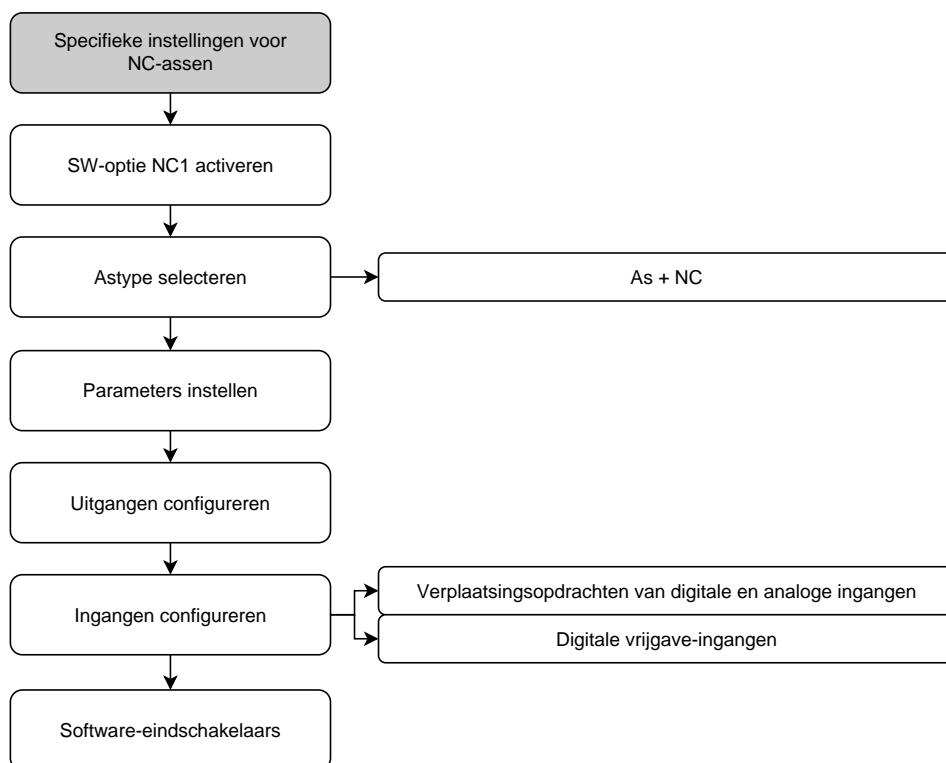 Specifieke instellingen voor
NC-assen
SW-optie NC1 activeren
Astype selecteren
As + NC
Parameters instellen
Uitgangen configureren
Ingangen configureren
Verplaatsingsopdrachten van digitale en analoge ingangen
Digitale vrijgave-ingangen
Software-eindschakelaars